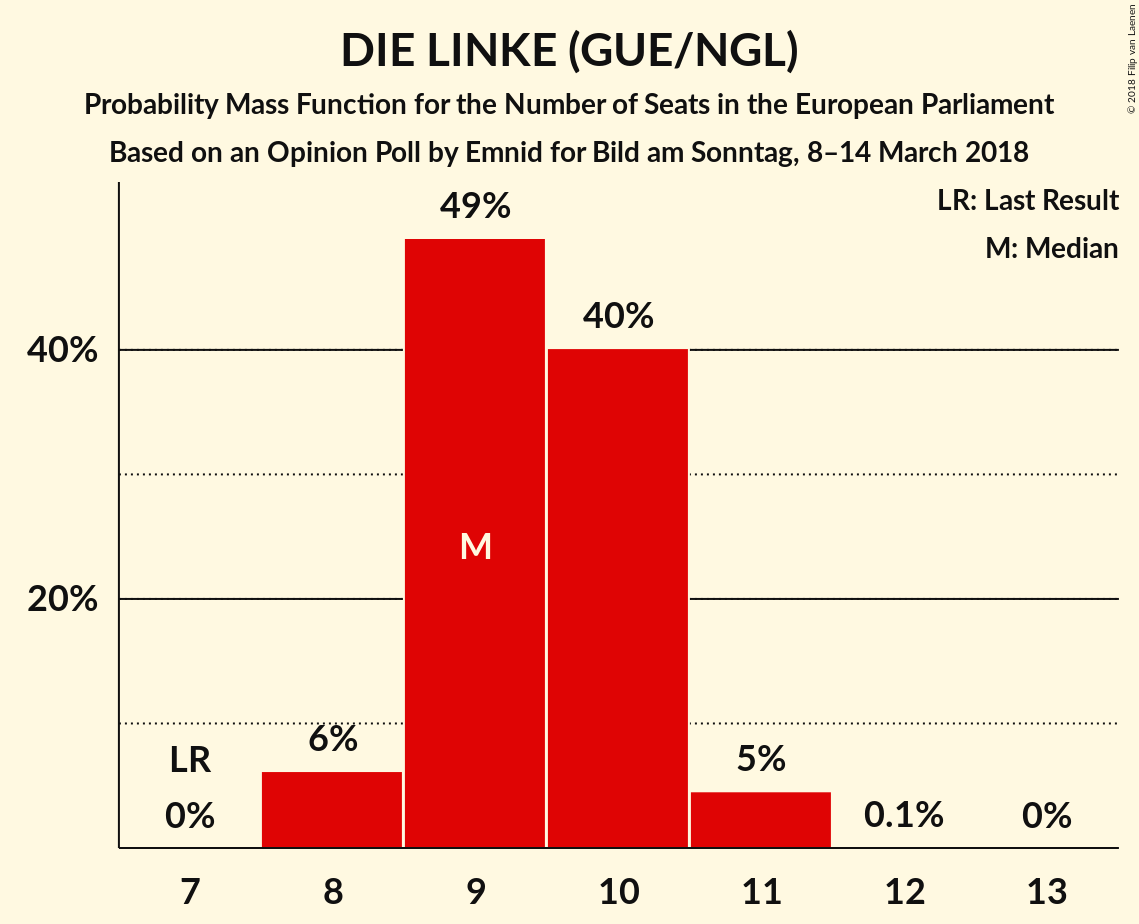 DIE LINKE (GUE/NGL)
Probability Mass Function for the Number of Seats in the European Parliament
Based on an Opinion Poll by Emnid for Bild am Sonntag, 8–14 March 2018
© 2018 Filip van Laenen
LR: Last Result
M: Median
49%
40%
40%
M
20%
6%
LR
5%
0%
0.1%
0%
7 8 9 10 11 12 13